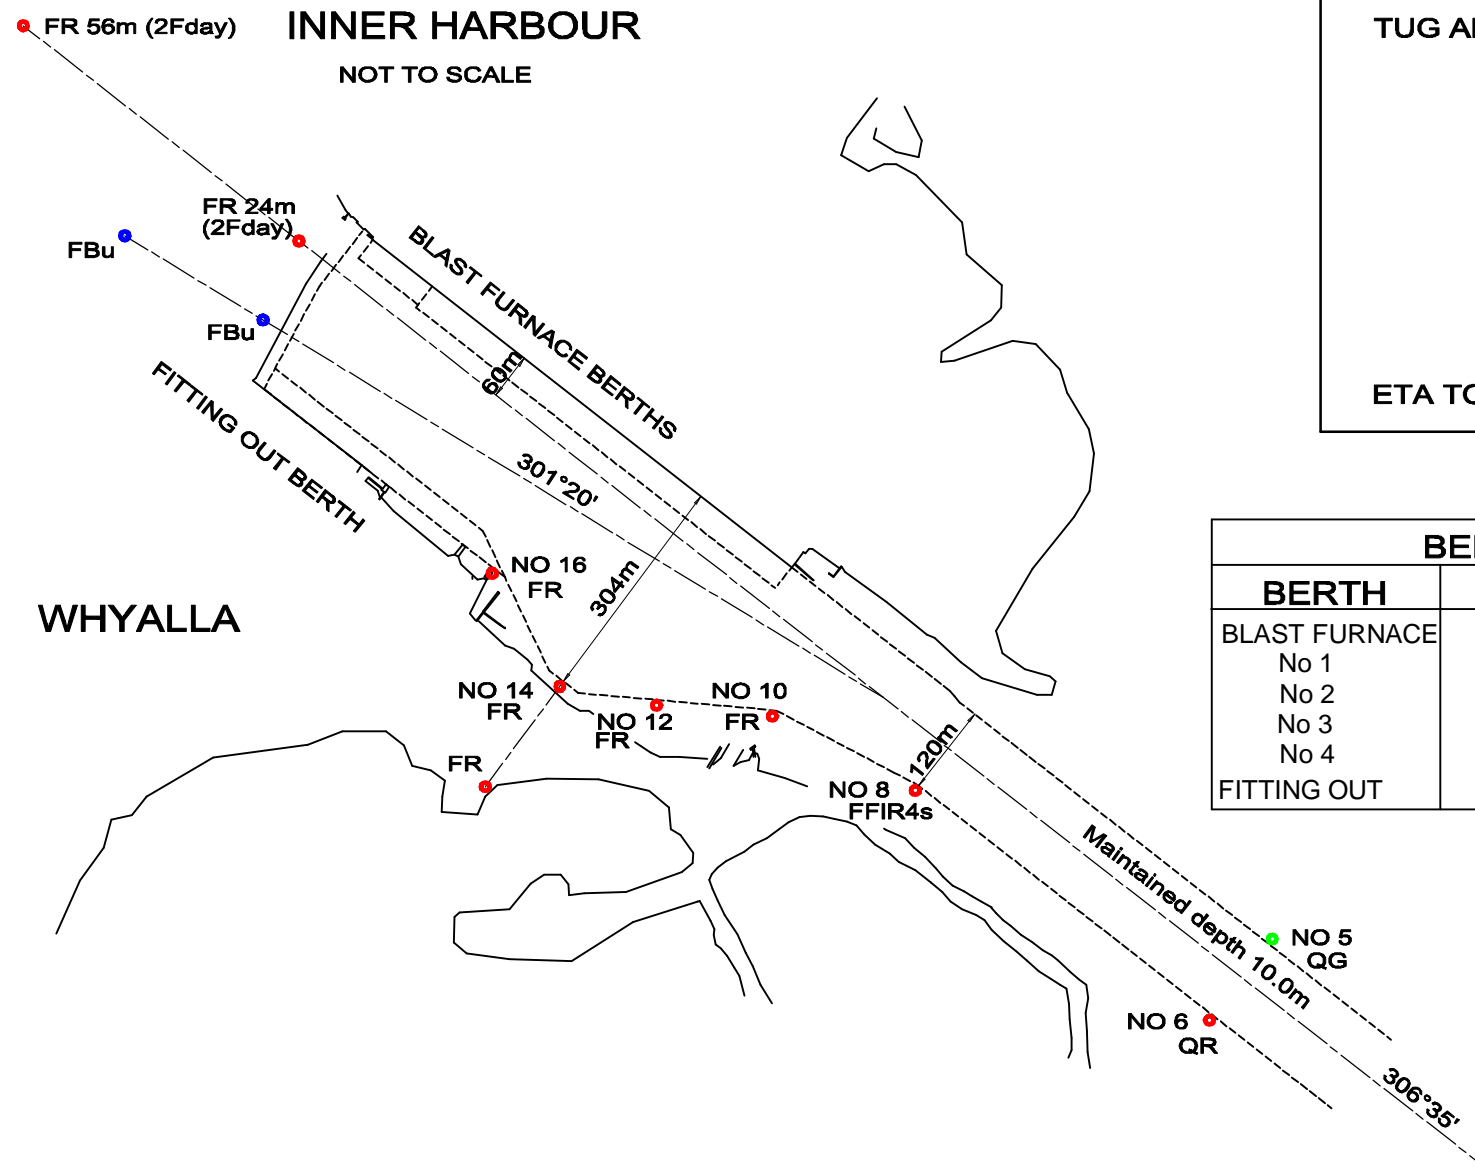 FR 56m (2Fday)
INNER HARBOUR
NOT TO SCALE
TUG
FR 24m
(2Fday)
FBu
FBu
BLAST FURNACE BERTHS
60m
FITTING OUT BERTH
301°20'
304m
ETA
NO 16
FR
WHYALLA
BERTH
BLAST FURNACE
No 1
No 2
No 3
No 4
FITTING OUT
NO 14
FR
NO 12
FR
NO 10
FR
FR
120m
NO 8
FFIR4s
Maintained depth 10.0m
NO 5
QG
NO 6
QR
306°35'